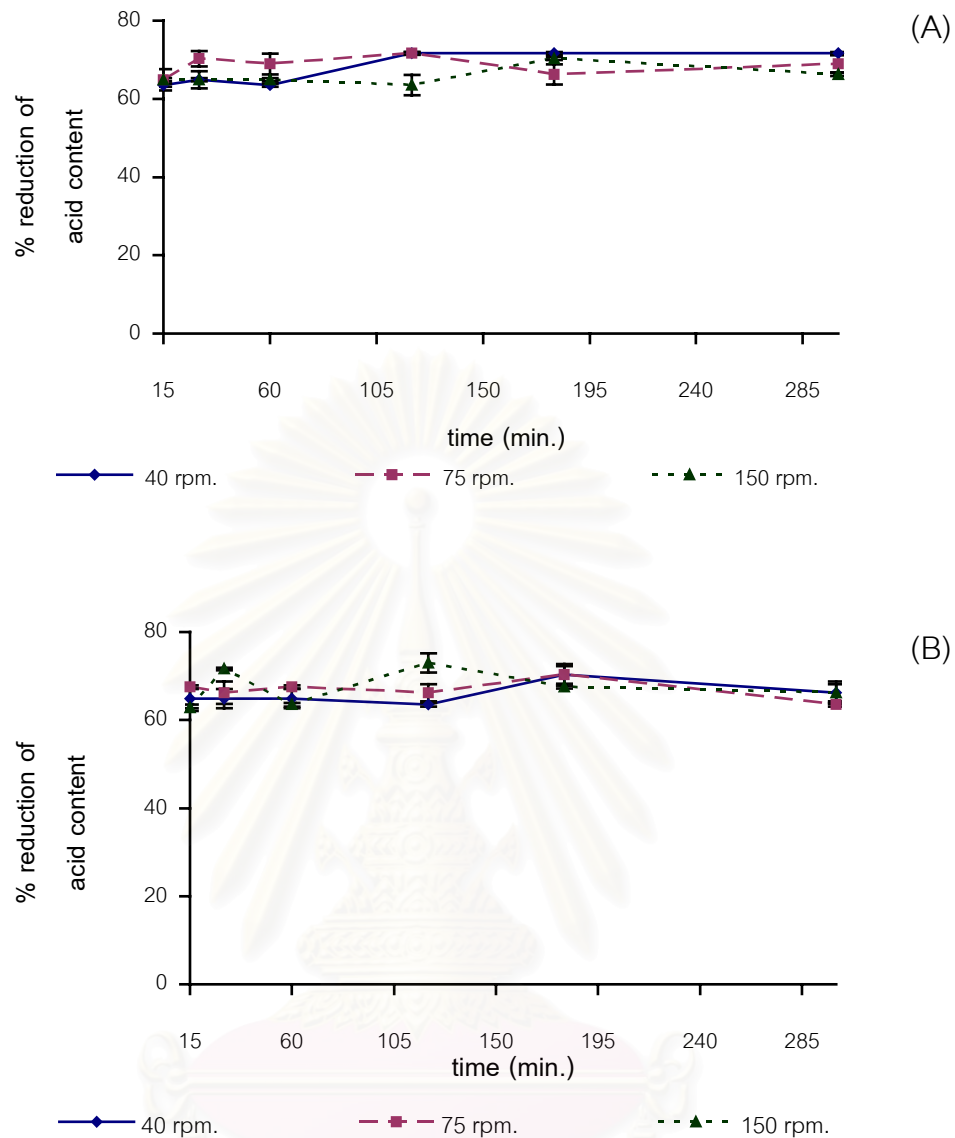 (A)
80
60
40
20
0
% reduction of
acid content
15 60 105 150 195 240 285
time (min.)
40 rpm. 75 rpm. 150 rpm.
(B)
80
60
40
20
0
% reduction of
acid content
15 60 105 150 195 240 285
time (min.)
40 rpm. 75 rpm. 150 rpm.